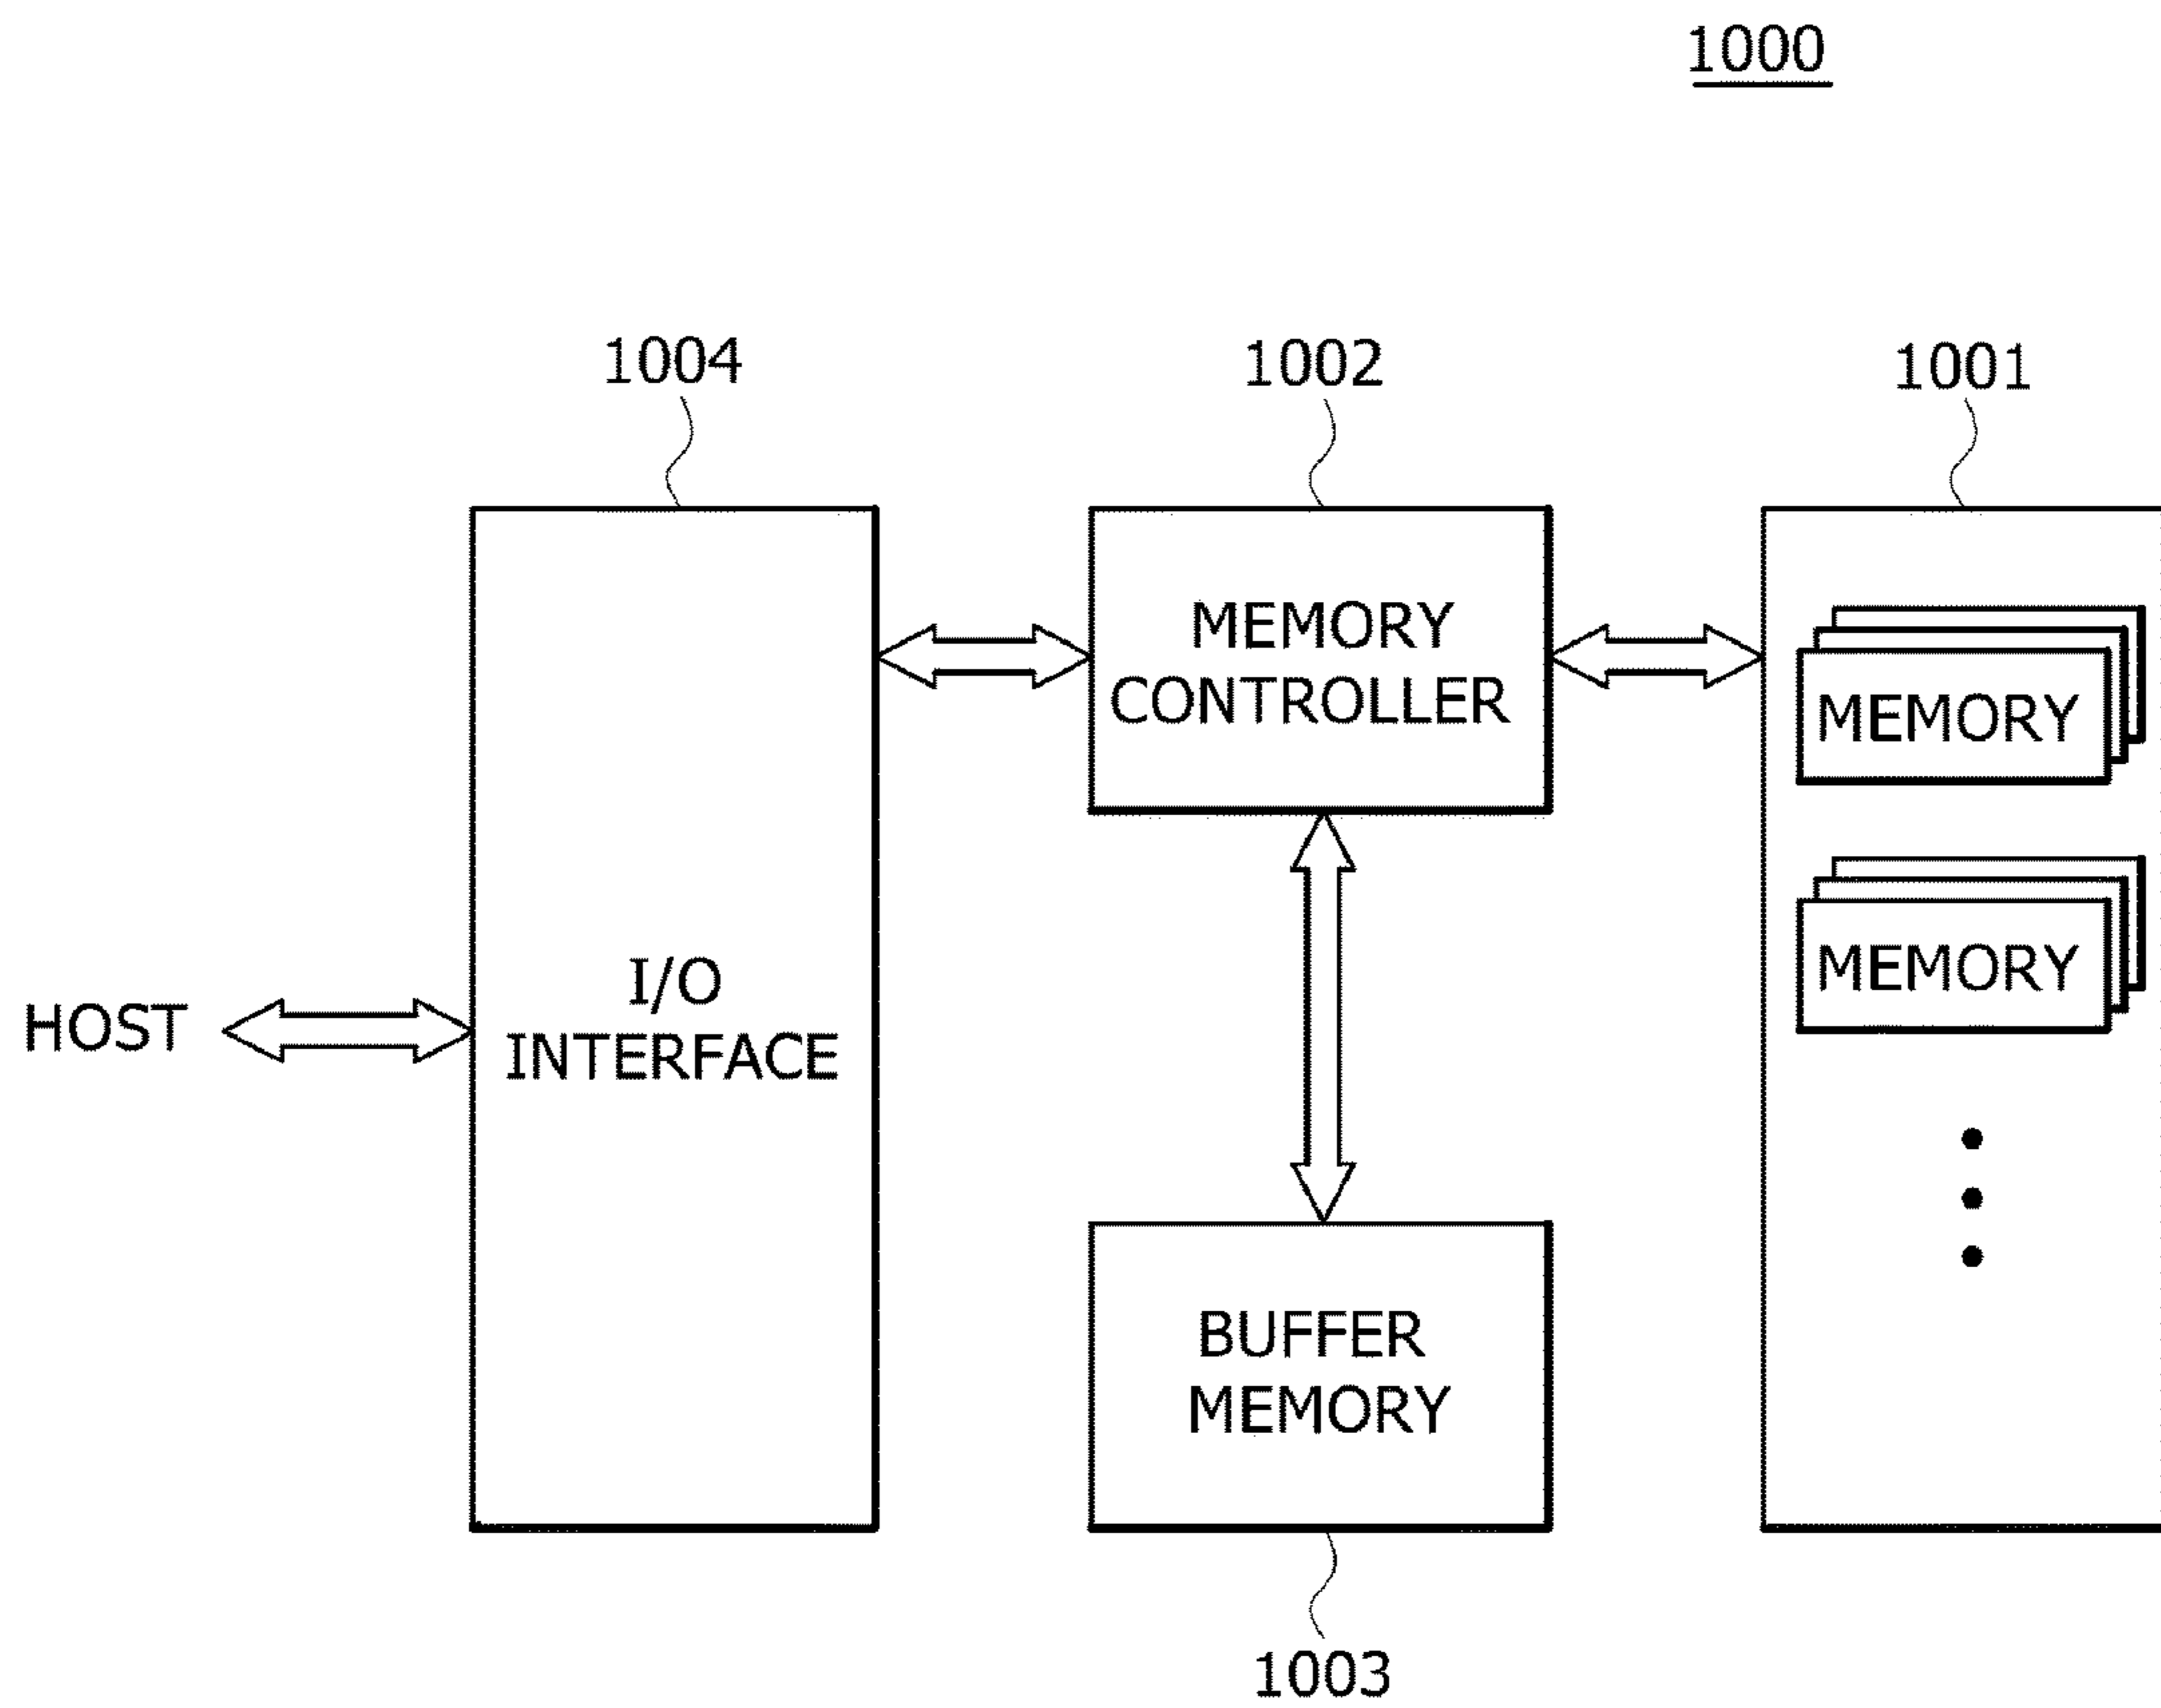 1000
1004
1002
1001
MEMORY
CONTROLLER
MEMORY
MEMORY
I/O
INTERFACE
HOST
BUFFER
MEMORY
1003